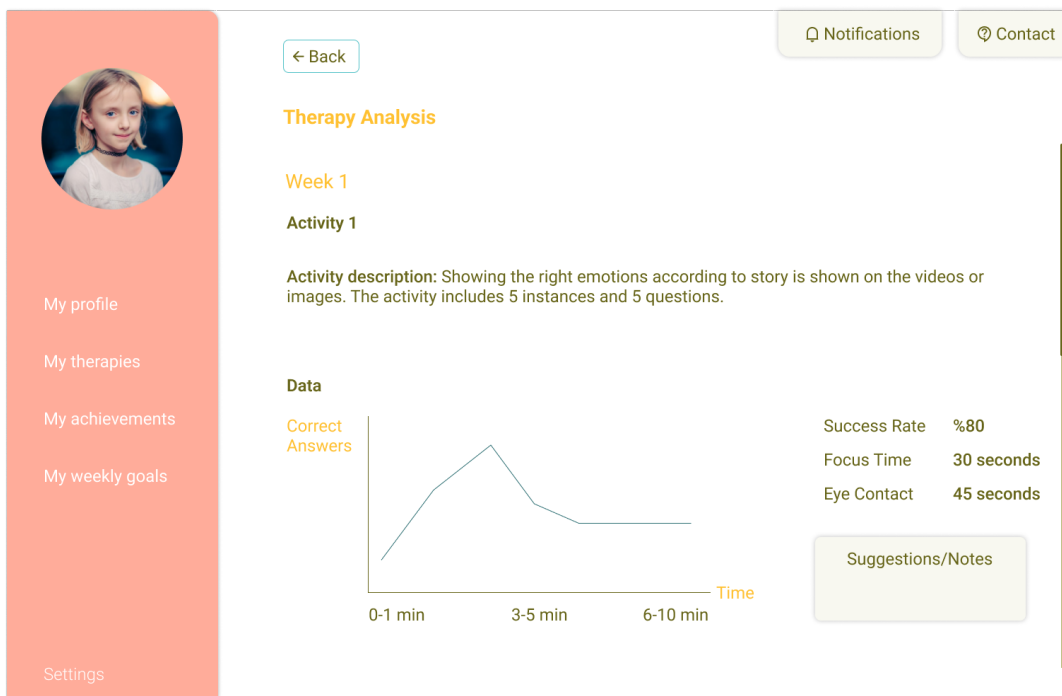 Notifications
Contact
← Back
Therapy Analysis
Week 1
Activity 1
Activity description: Showing the right emotions according to story is shown on the videos or
images. The activity includes 5 instances and 5 questions.
My profile
My therapies
My achievements
My weekly goals
Settings
Data
Correct
Answers
Time
0-1 min
3-5 min
6-10 min
Success Rate %80
Focus Time 30 seconds
Eye Contact 45 seconds
Suggestions/Notes